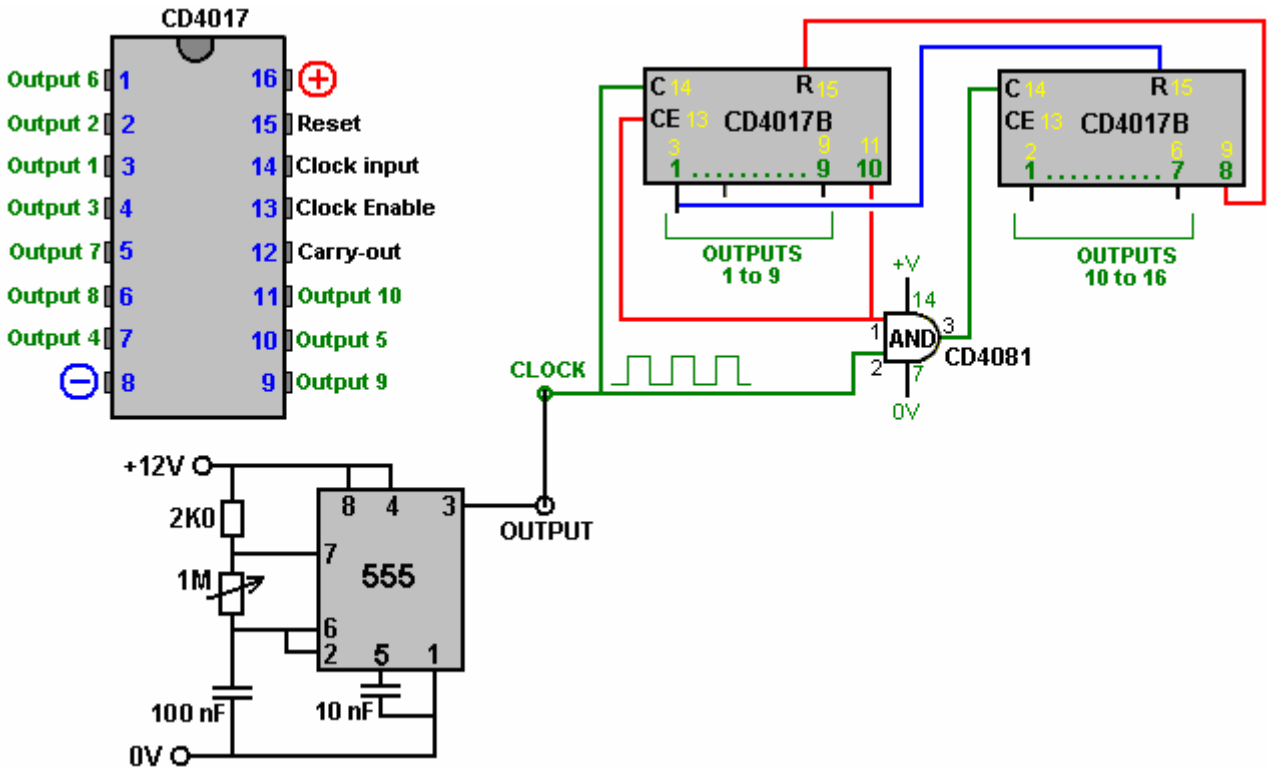 CD4017
Output 6 1 16 +
Output 2 2 15 Reset
Output 1 3 14 Clock input
Output 3 4 13 Clock Enable
Output 7 5 12 Carry-out
Output 8 6 11 Output 10
Output 4 7 10 Output 5
− 8 9 Output 9
C 14 R 15
CE 13 CD4017B
3 9 11
1 .......... 9 10
OUTPUTS
1 to 9
C 14 R 15
CE 13 CD4017B
2 6 9
1 .......... 7 8
OUTPUTS
10 to 16
+V
14
1 AND 3
2 CD4081
7
0V
CLOCK
+12V
8 4 3
2K0
OUTPUT
7
1M
555
6
2
5 1
100 nF
10 nF
0V